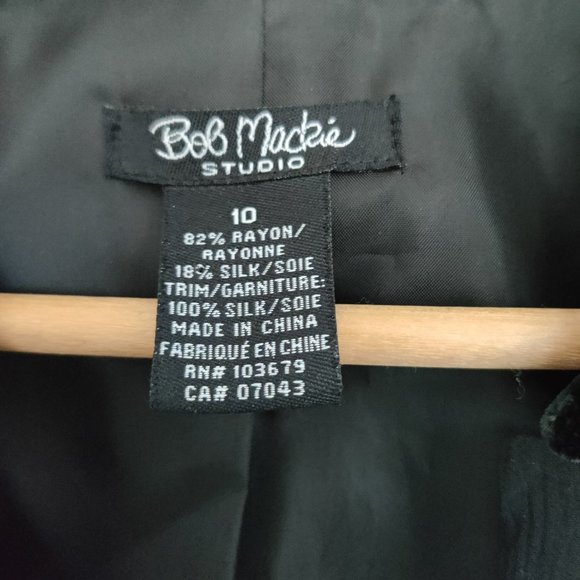 Bob Mackie
STUDIO
10
82% RAYON/
RAYONNE
18% SILK/SOIE
TRIM/GARNITURE:
100% SILK/SOIE
MADE IN CHINA
FABRIQUÉ EN CHINE
RN# 103679
CA# 07043